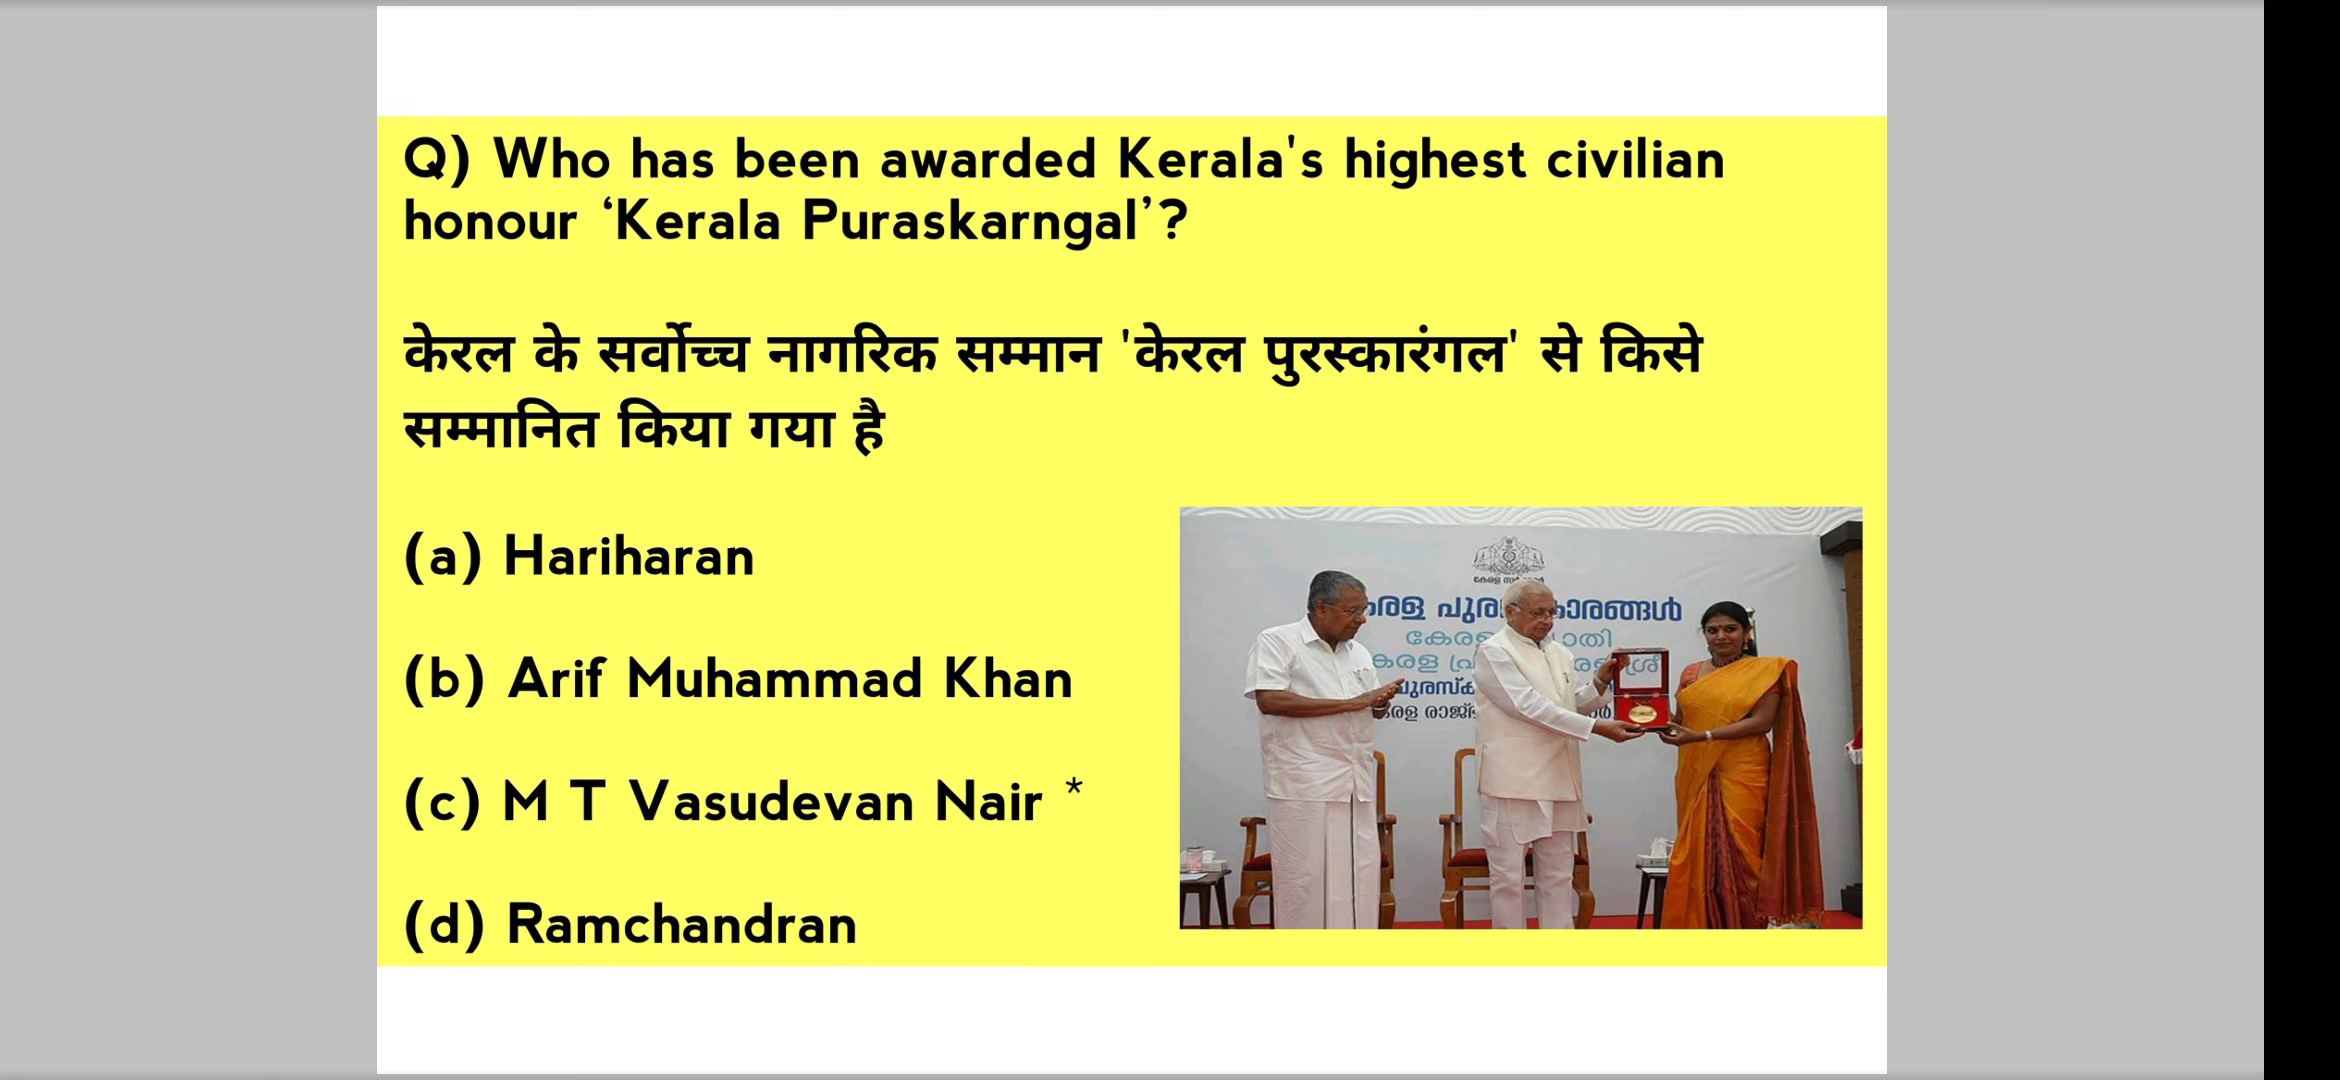 Q) Who has been awarded Kerala's highest civilian
honour ‘Kerala Puraskarngal’?
केरल के सर्वोच्च नागरिक सम्मान 'केरल पुरस्कारंगल' से किसे
सम्मानित किया गया है
(a) Hariharan
(b) Arif Muhammad Khan
(c) M T Vasudevan Nair *
(d) Ramchandran
കേരള